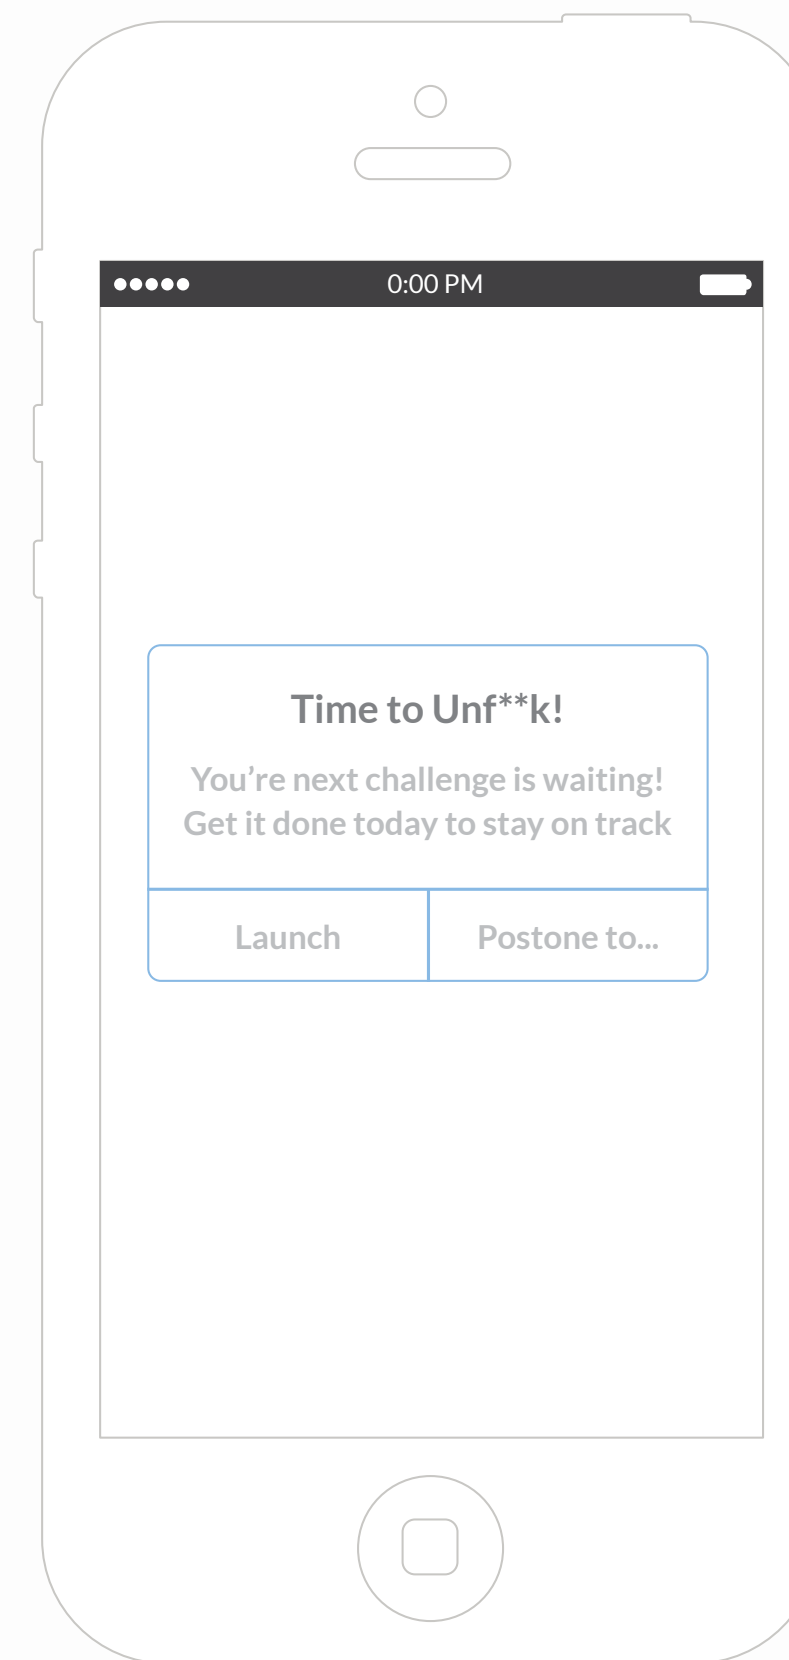 0:00 PM
Time to Unf**k!
You’re next challenge is waiting!
Get it done today to stay on track
Launch
Postone to...